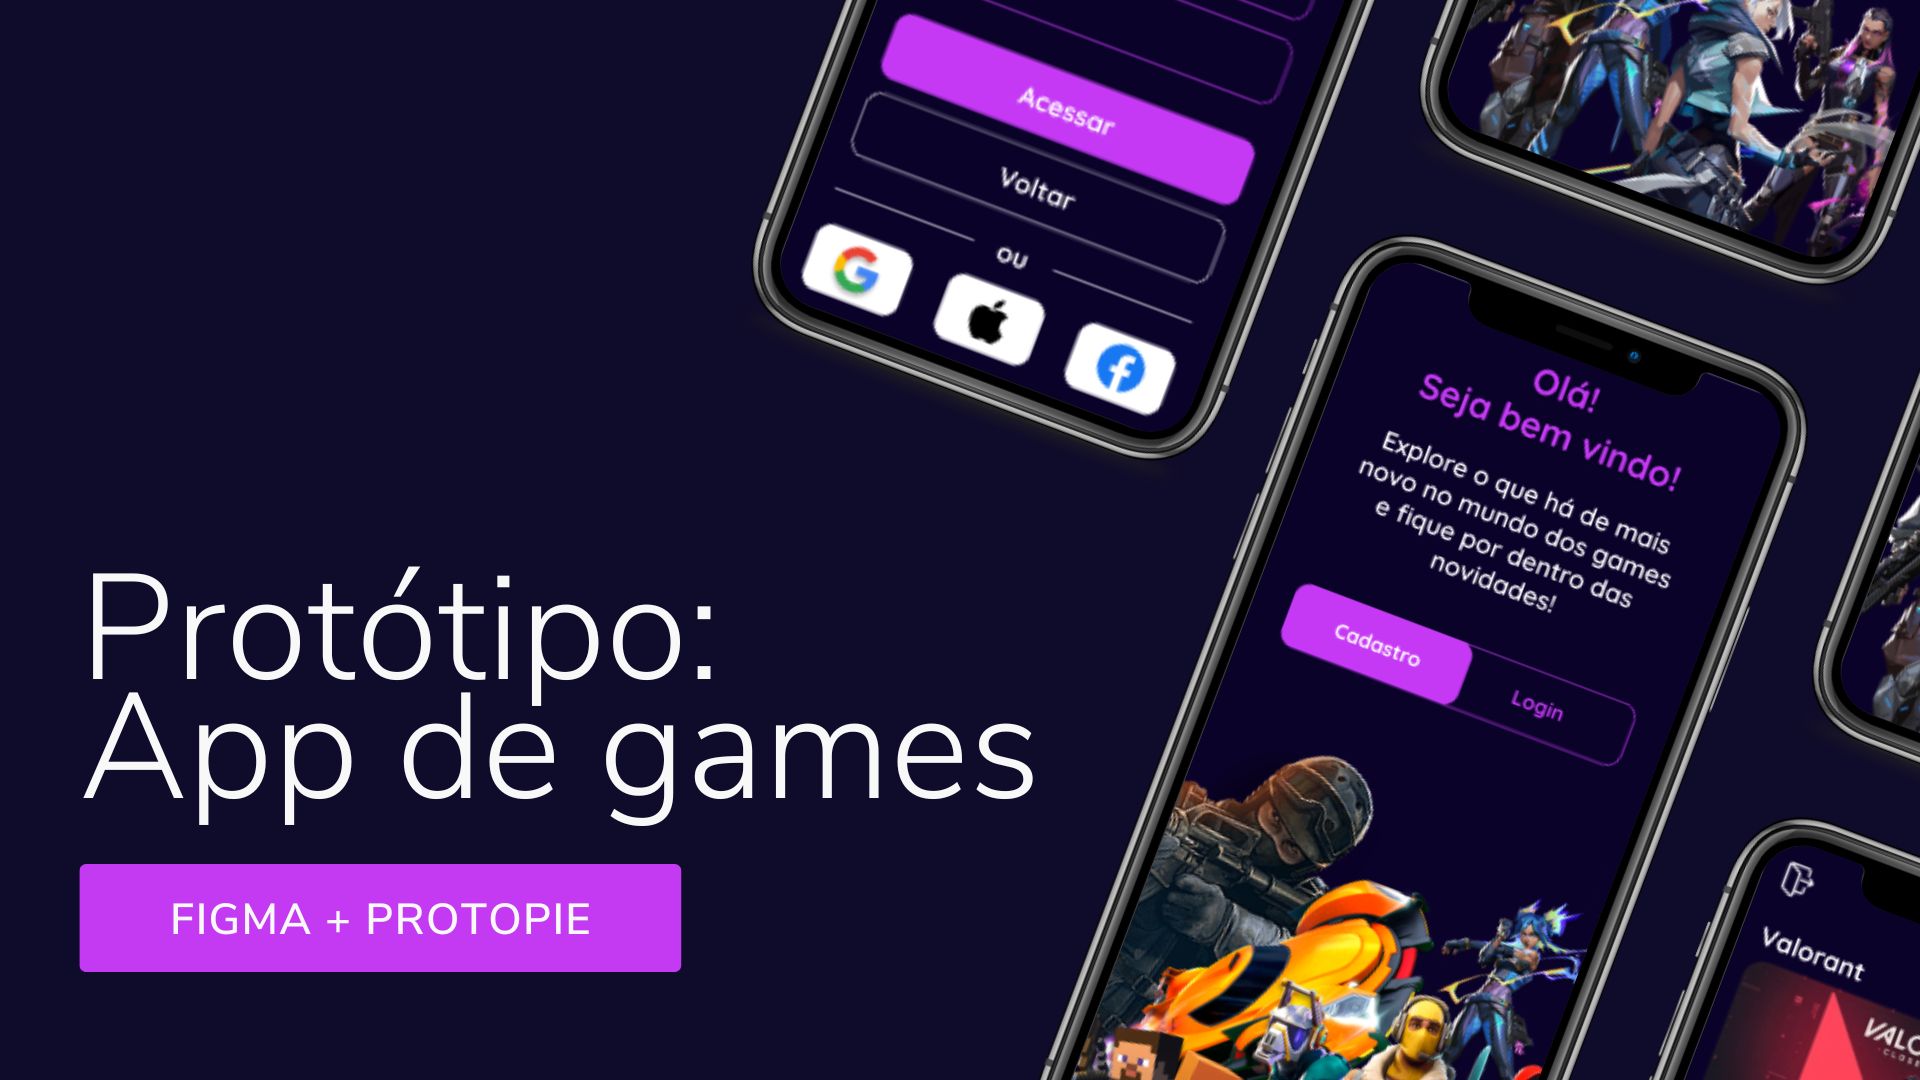 Protótipo:
App de games
FIGMA + PROTOPIE
Acessar
Voltar
ou
Olá!
Seja bem vindo!
Explore o que há de mais
novo no mundo dos games
e fique por dentro das
novidades!
Cadastro
Login
Valorant